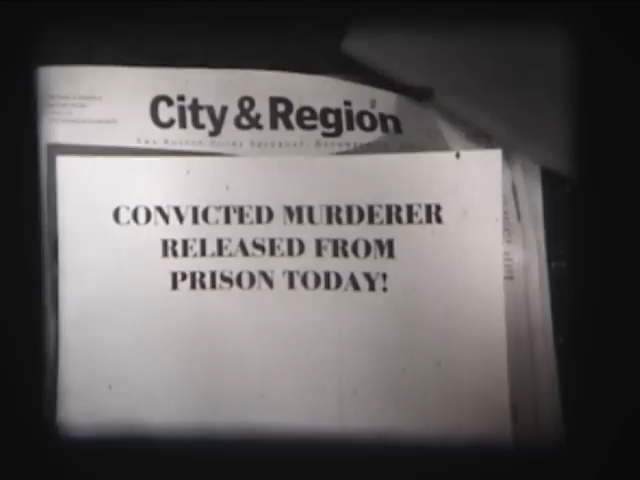 City & Region
CONVICTED MURDERER
RELEASED FROM
PRISON TODAY!